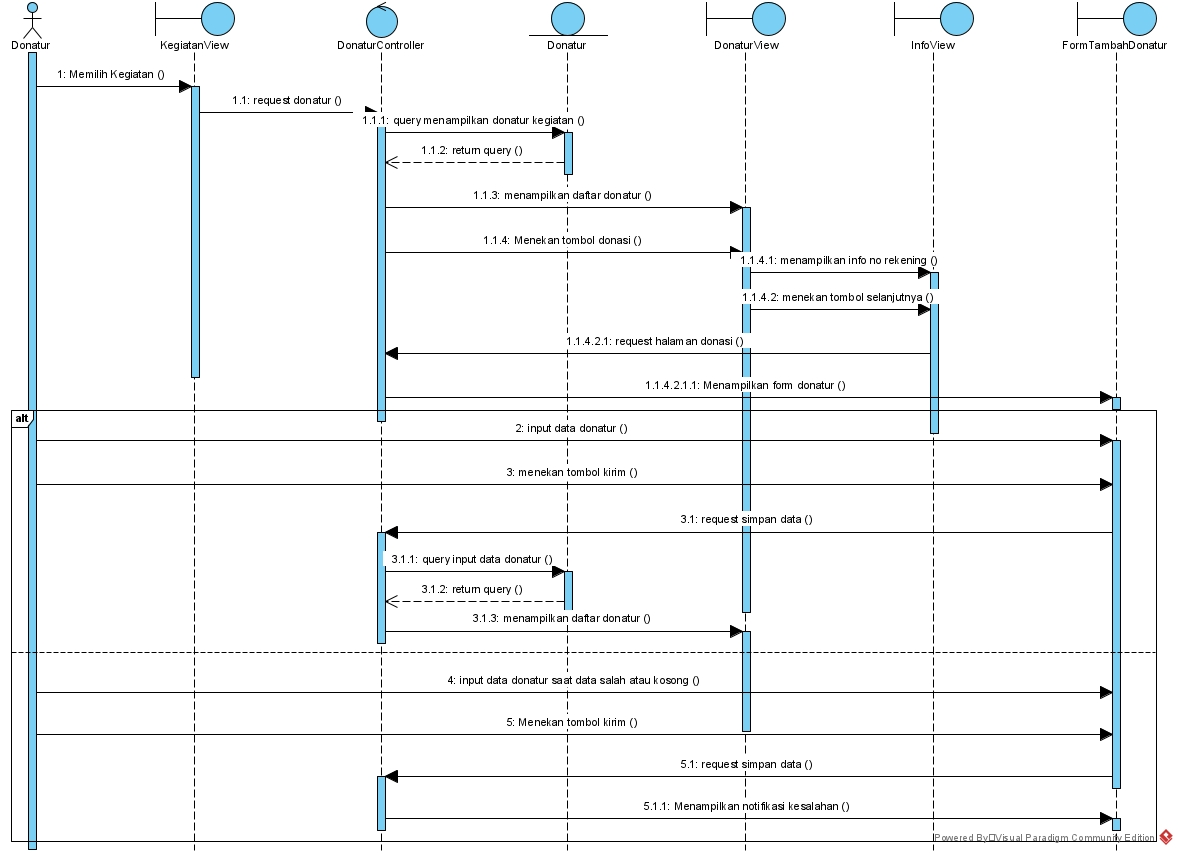 Donatur
KegiatanView
DonaturController
Donatur
DonaturView
InfoView
FormTambahDonatur
1: Memilih Kegiatan ()
1.1: request donatur ()
1.1.1: query menampilkan donatur kegiatan ()
1.1.2: return query ()
1.1.3: menampilkan daftar donatur ()
1.1.4: Menekan tombol donasi ()
1.1.4.1: menampilkan info no rekening ()
1.1.4.2: menekan tombol selanjutnya ()
1.1.4.2.1: request halaman donasi ()
1.1.4.2.1.1: Menampilkan form donatur ()
alt
2: input data donatur ()
3: menekan tombol kirim ()
3.1: request simpan data ()
3.1.1: query input data donatur ()
3.1.2: return query ()
3.1.3: menampilkan daftar donatur ()
4: input data donatur saat data salah atau kosong ()
5: Menekan tombol kirim ()
5.1: request simpan data ()
5.1.1: Menampilkan notifikasi kesalahan ()
Powered By Visual Paradigm Community Edition